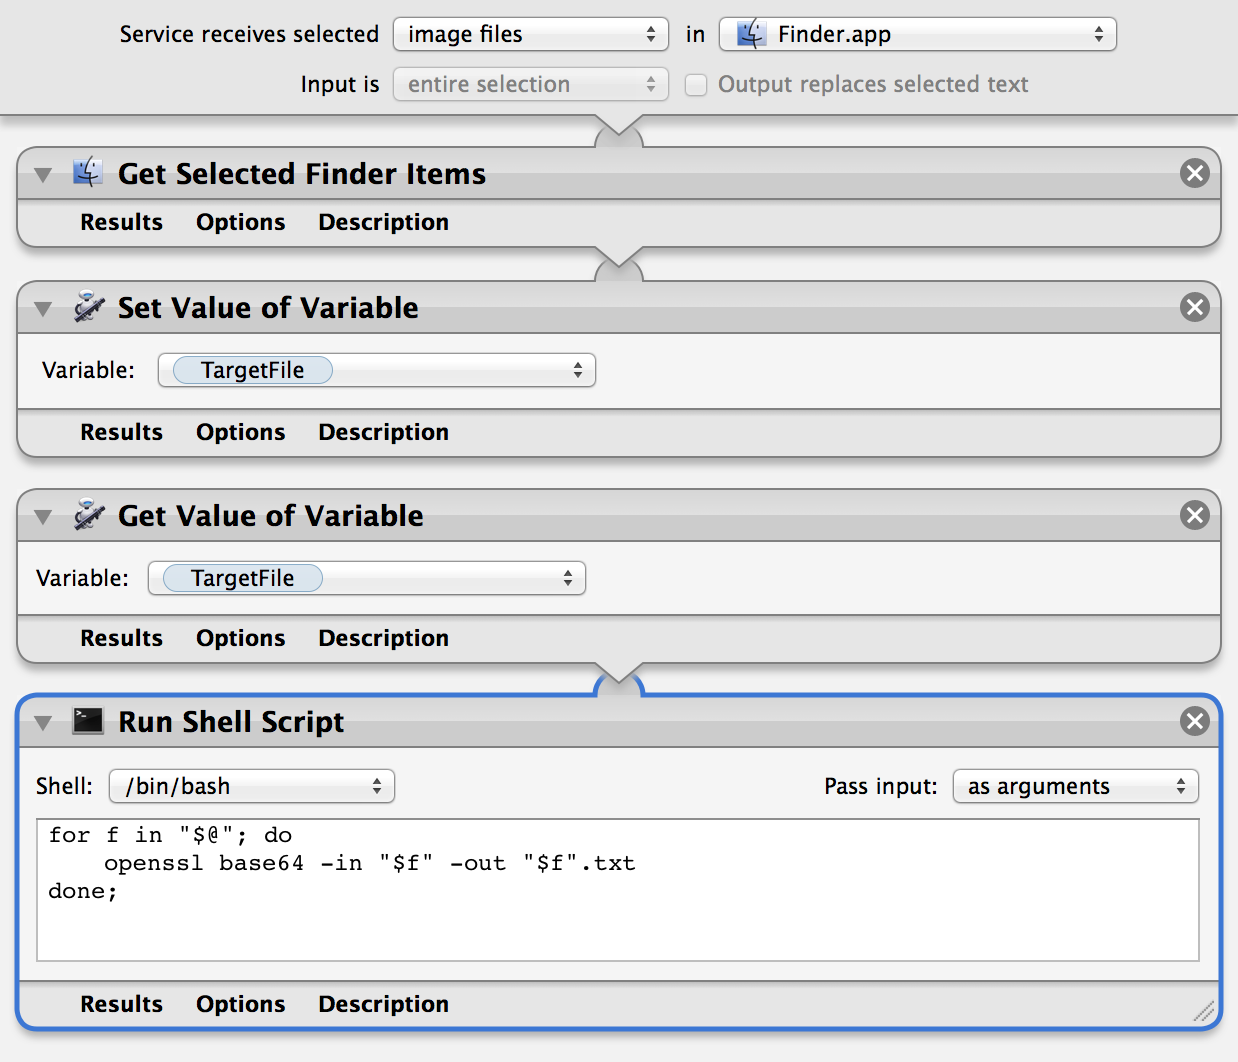 Service receives selected image files in Finder.app
Input is entire selection Output replaces selected text
Get Selected Finder Items
Results Options Description
Set Value of Variable
Variable: TargetFile
Results Options Description
Get Value of Variable
Variable: TargetFile
Results Options Description
Run Shell Script
Shell: /bin/bash Pass input: as arguments
for f in "$@"; do
    openssl base64 -in "$f" -out "$f".txt
done;
Results Options Description